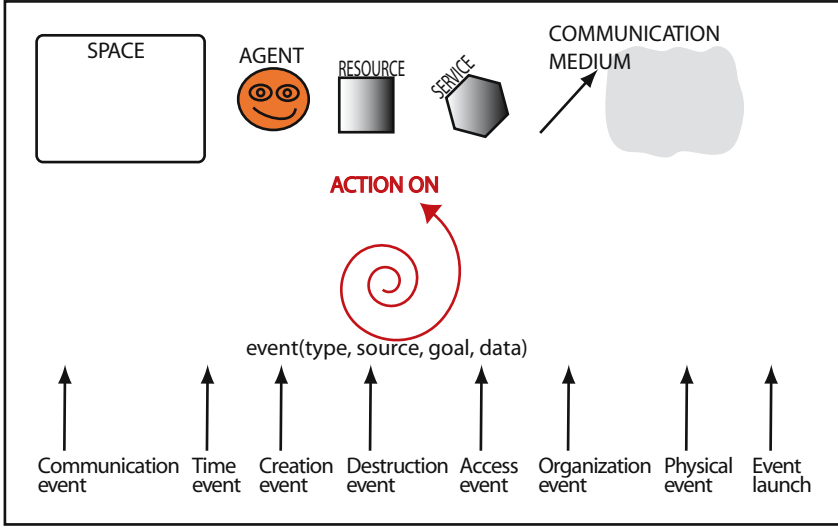 SPACE
AGENT
RESOURCE
SERVICE
COMMUNICATION
MEDIUM
ACTION ON
event(type, source, goal, data)
Communication
event
Time
event
Creation
event
Destruction
event
Access
event
Organization
event
Physical
event
Event
launch